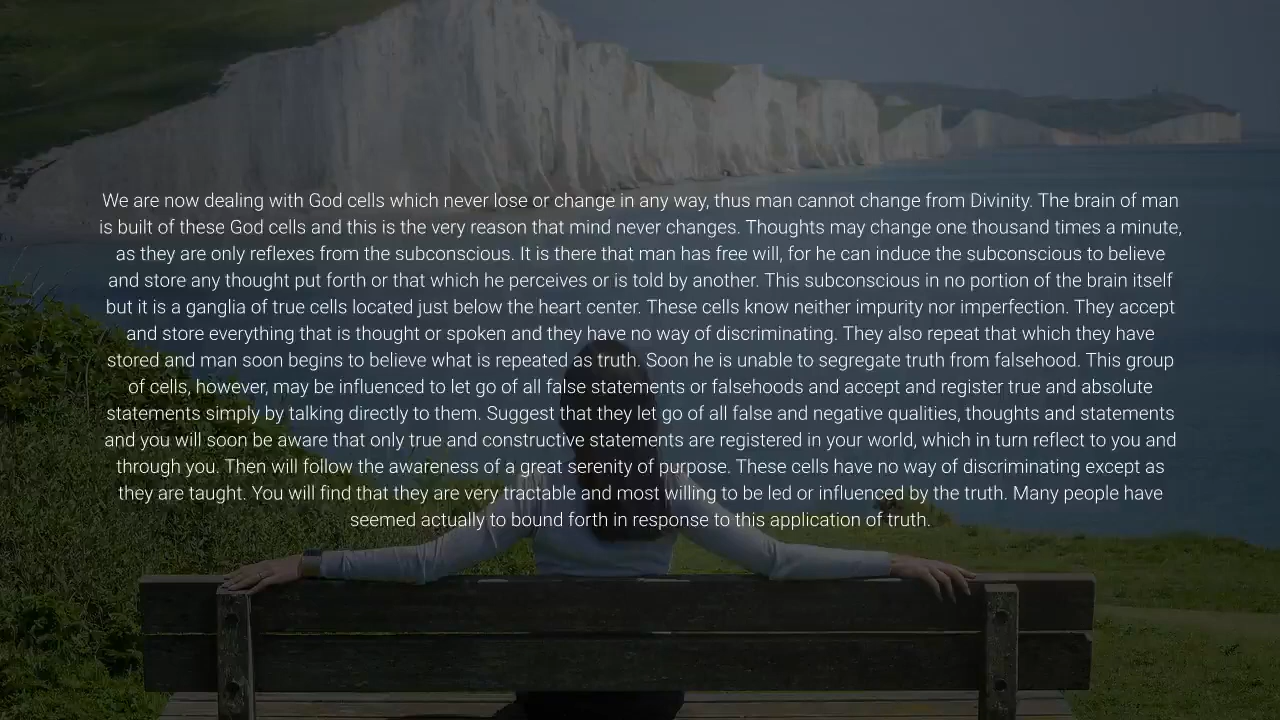 We are now dealing with God cells which never lose or change in any way, thus man cannot change from Divinity. The brain of man
is built of these God cells and this is the very reason that mind never changes. Thoughts may change one thousand times a minute,
as they are only reflexes from the subconscious. It is there that man has free will, for he can induce the subconscious to believe
and store any thought put forth or that which he perceives or is told by another. This subconscious in no portion of the brain itself
but it is a ganglia of true cells located just below the heart center. These cells know neither impurity nor imperfection. They accept
and store everything that is thought or spoken and they have no way of discriminating. They also repeat that which they have
stored and man soon begins to believe what is repeated as truth. Soon he is unable to segregate truth from falsehood. This group
of cells, however, may be influenced to let go of all false statements or falsehoods and accept and register true and absolute
statements simply by talking directly to them. Suggest that they let go of all false and negative qualities, thoughts and statements
and you will soon be aware that only true and constructive statements are registered in your world, which in turn reflect to you and
through you. Then will follow the awareness of a great serenity of purpose. These cells have no way of discriminating except as
they are taught. You will find that they are very tractable and most willing to be led or influenced by the truth. Many people have
seemed actually to bound forth in response to this application of truth.